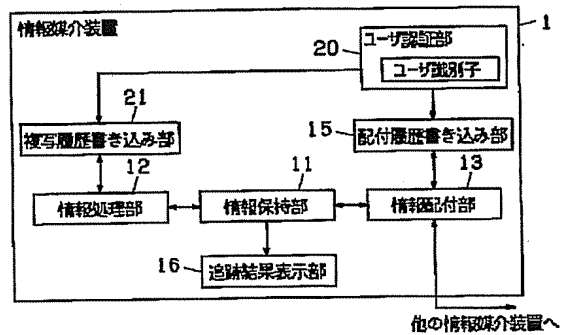 情報媒介装置
1
ユーザ認証部
20
ユーザ識別子
21
複写履歴書き込み部
15
配付履歴書き込み部
12
情報処理部
11
情報保持部
13
情報配付部
16
追跡結果表示部
他の情報媒介装置へ